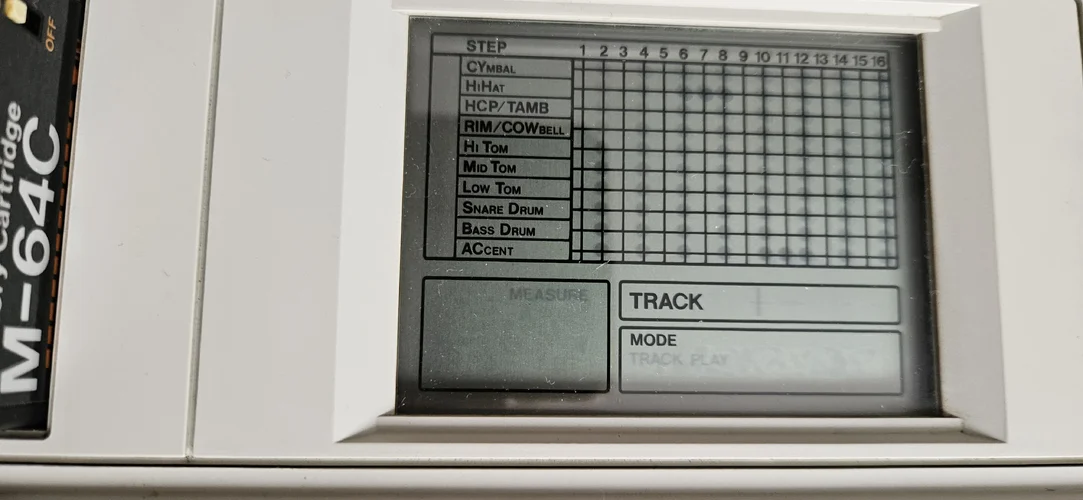 OFF
Cartridge
M-64C
STEP 1 2 3 4 5 6 7 8 9 10 11 12 13 14 15 16
CYMBAL
HIHAT
HCP/TAMB
RIM/COWBELL
HI TOM
MID TOM
LOW TOM
SNARE DRUM
BASS DRUM
ACCENT
MEASURE
TRACK
MODE
TRACK PLAY